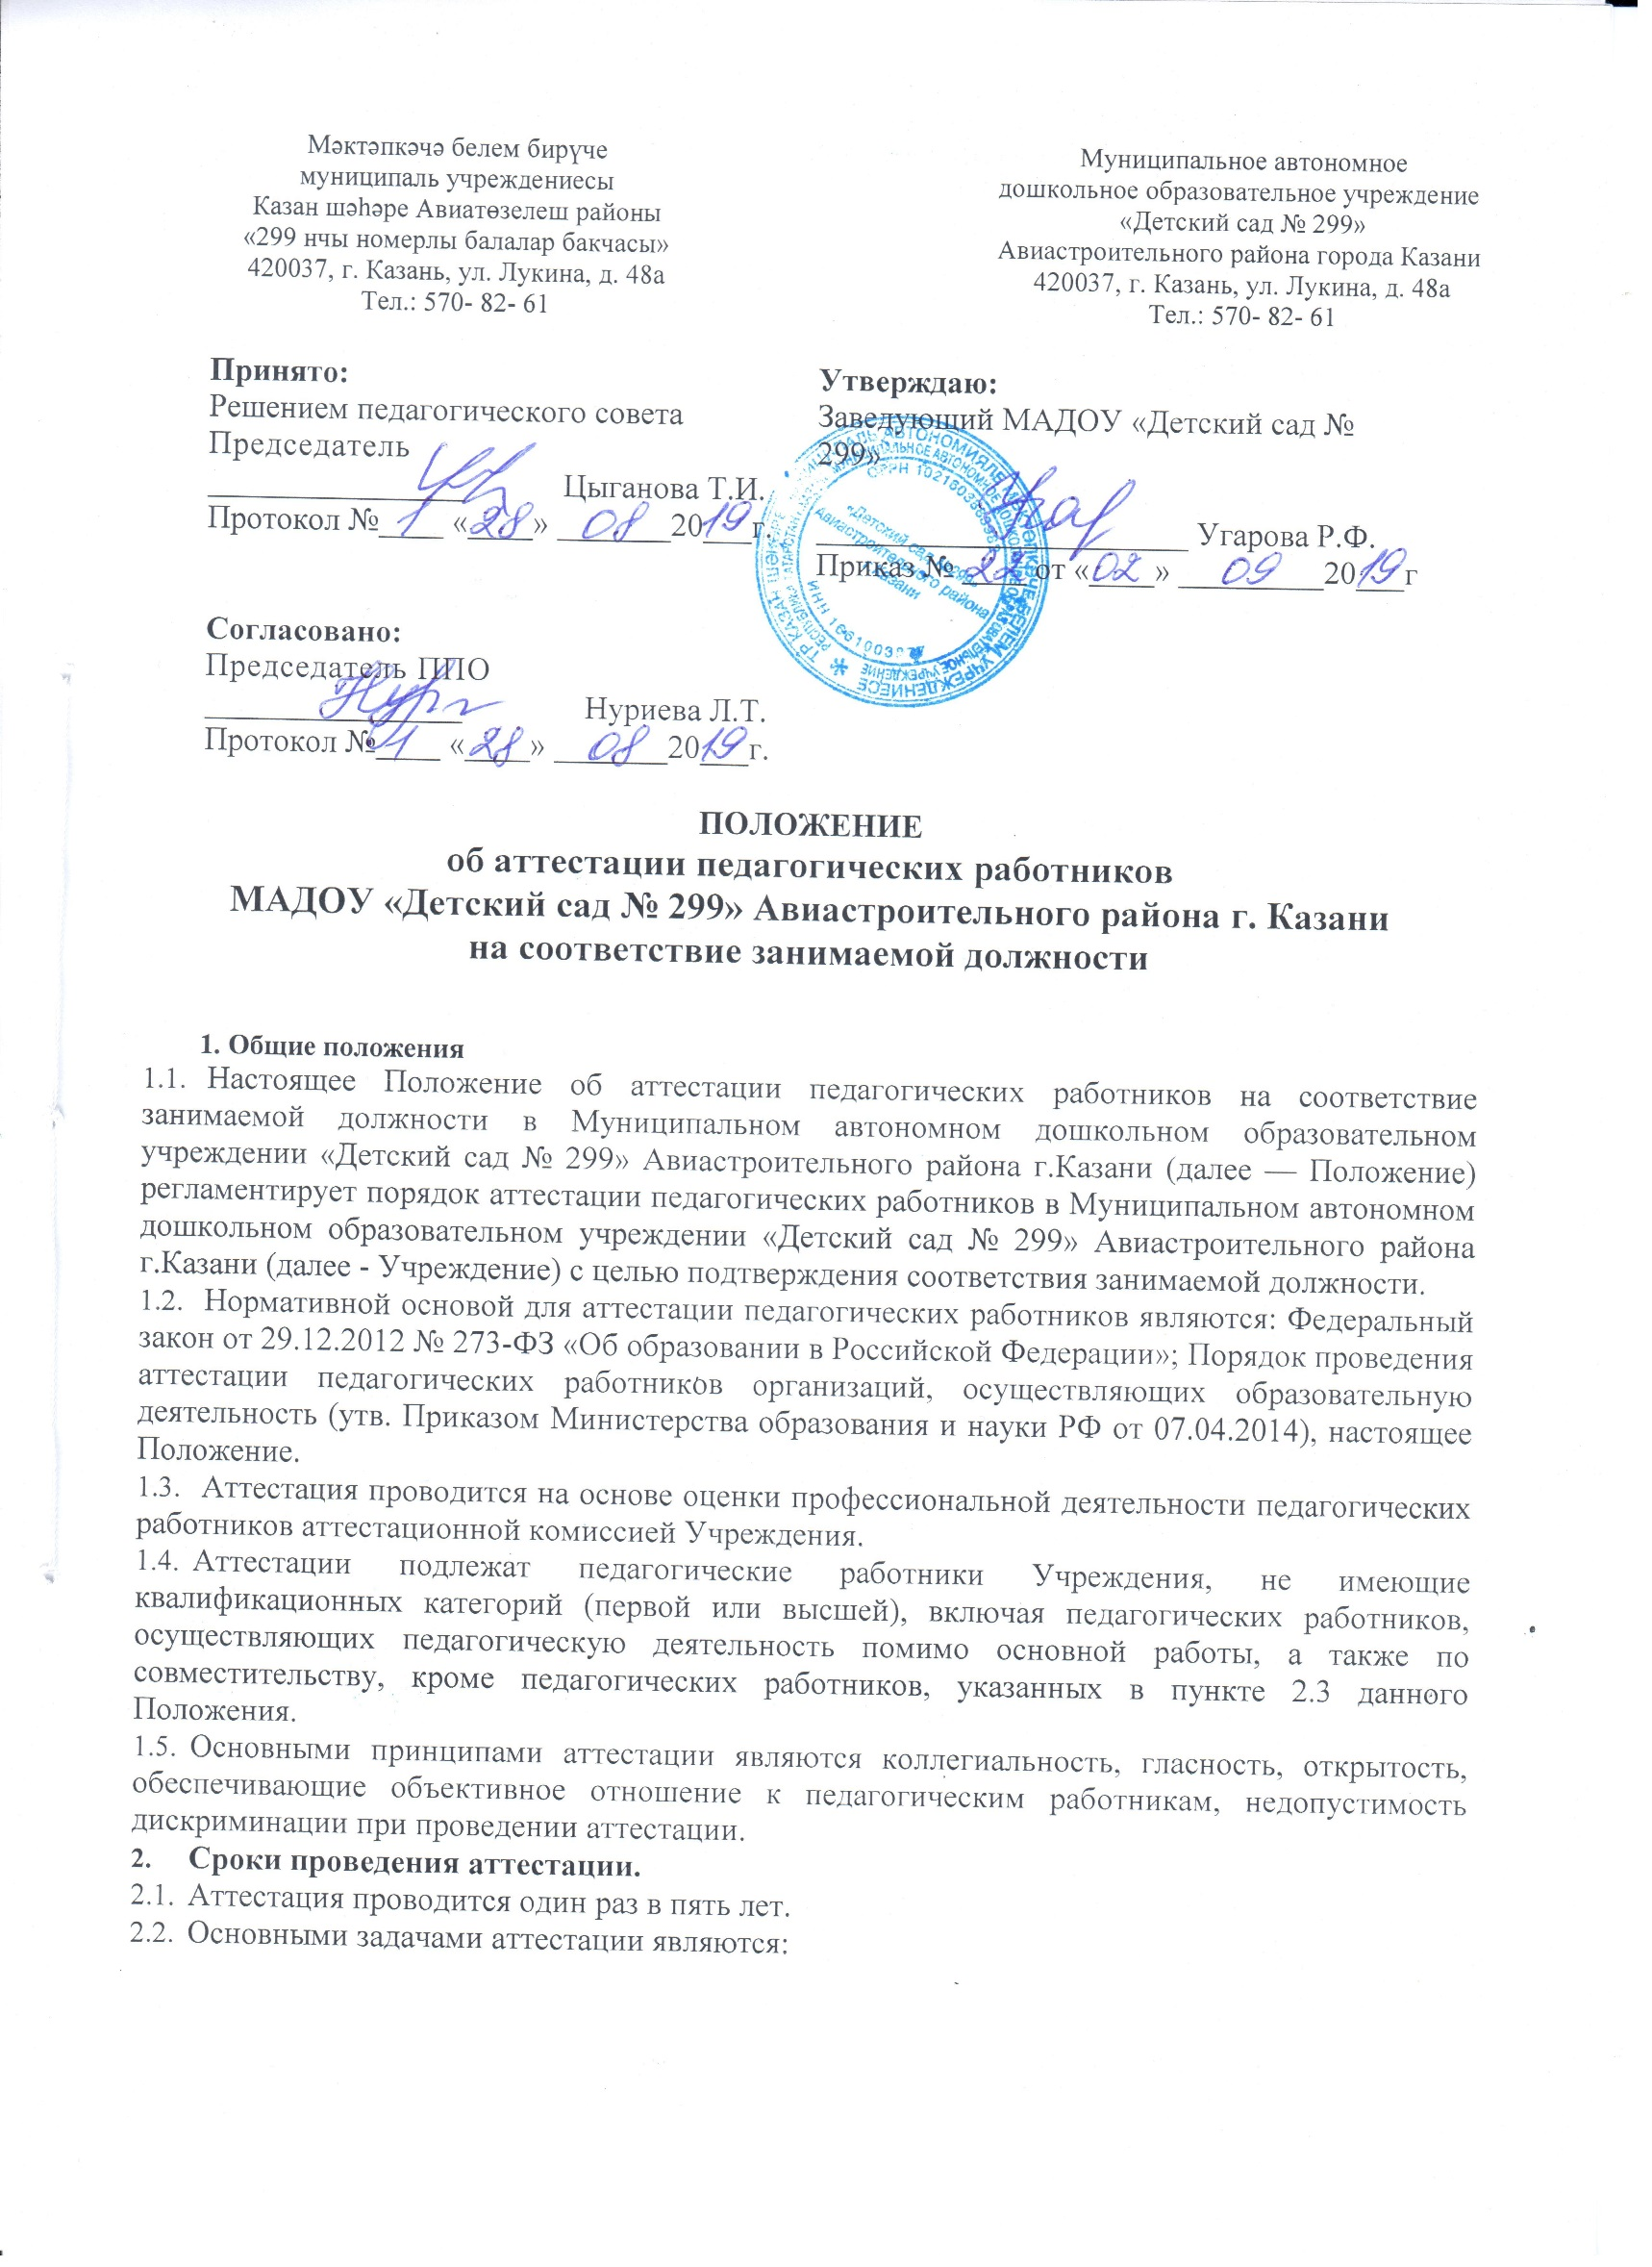 Мәктәпкәчә белем бирүче
муниципаль учреждениесы
Казан шәһәре Авиатөзелеш районы
«299 нчы номерлы балалар бакчасы»
420037, г. Казань, ул. Лукина, д. 48а
Тел.: 570- 82- 61
Муниципальное автономное
дошкольное образовательное учреждение
«Детский сад № 299»
Авиастроительного района города Казани
420037, г. Казань, ул. Лукина, д. 48а
Тел.: 570- 82- 61
Принято:
Решением педагогического совета
Председатель
________________ Цыганова Т.И.
Протокол № 1 «28» 08 2019 г.
Утверждаю:
Заведующий МАДОУ «Детский сад №
299»
_______________________ Угарова Р.Ф.
Приказ № 22 от «02» 09 2019 г
«Детский сад №299»
Авиастроительного района
Казани
Согласовано:
Председатель ППО
________________ Нуриева Л.Т.
Протокол № 1 «28» 08 2019 г.
ПОЛОЖЕНИЕ
об аттестации педагогических работников
МАДОУ «Детский сад № 299» Авиастроительного района г. Казани
на соответствие занимаемой должности
1. Общие положения
1.1. Настоящее Положение об аттестации педагогических работников на соответствие
занимаемой должности в Муниципальном автономном дошкольном образовательном
учреждении «Детский сад № 299» Авиастроительного района г.Казани (далее — Положение)
регламентирует порядок аттестации педагогических работников в Муниципальном автономном
дошкольном образовательном учреждении «Детский сад № 299» Авиастроительного района
г.Казани (далее - Учреждение) с целью подтверждения соответствия занимаемой должности.
1.2. Нормативной основой для аттестации педагогических работников являются: Федеральный
закон от 29.12.2012 № 273-ФЗ «Об образовании в Российской Федерации»; Порядок проведения
аттестации педагогических работников организаций, осуществляющих образовательную
деятельность (утв. Приказом Министерства образования и науки РФ от 07.04.2014), настоящее
Положение.
1.3. Аттестация проводится на основе оценки профессиональной деятельности педагогических
работников аттестационной комиссией Учреждения.
1.4. Аттестации подлежат педагогические работники Учреждения, не имеющие
квалификационных категорий (первой или высшей), включая педагогических работников,
осуществляющих педагогическую деятельность помимо основной работы, а также по
совместительству, кроме педагогических работников, указанных в пункте 2.3 данного
Положения.
1.5. Основными принципами аттестации являются коллегиальность, гласность, открытость,
обеспечивающие объективное отношение к педагогическим работникам, недопустимость
дискриминации при проведении аттестации.
2. Сроки проведения аттестации.
2.1. Аттестация проводится один раз в пять лет.
2.2. Основными задачами аттестации являются: